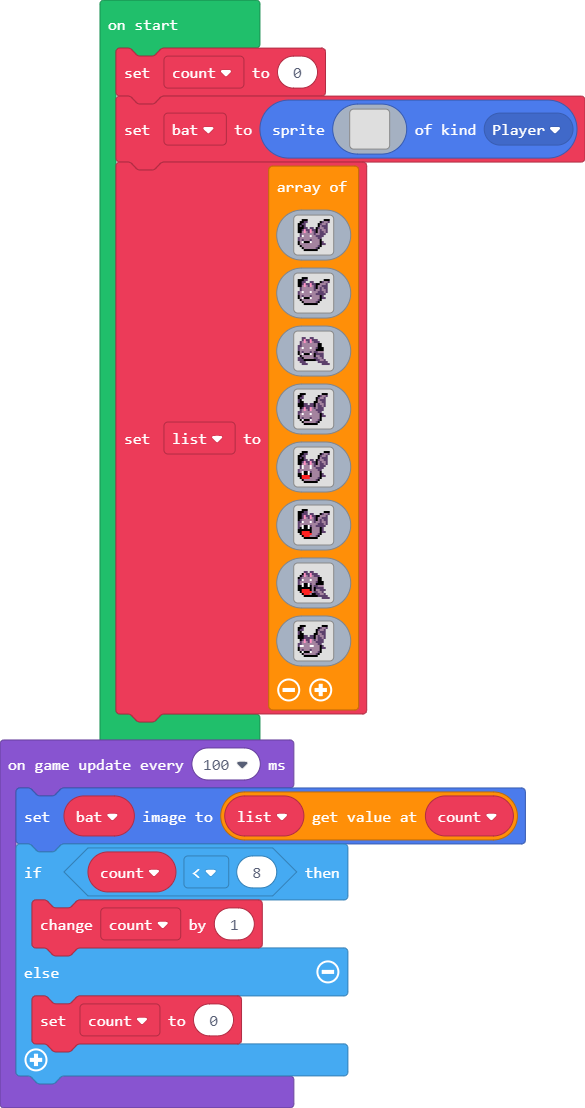 on start
set count to 0
set bat to sprite of kind Player
array of
set list to
on game update every 100 ms
set bat image to list get value at count
if count < 8 then
change count by 1
else
set count to 0